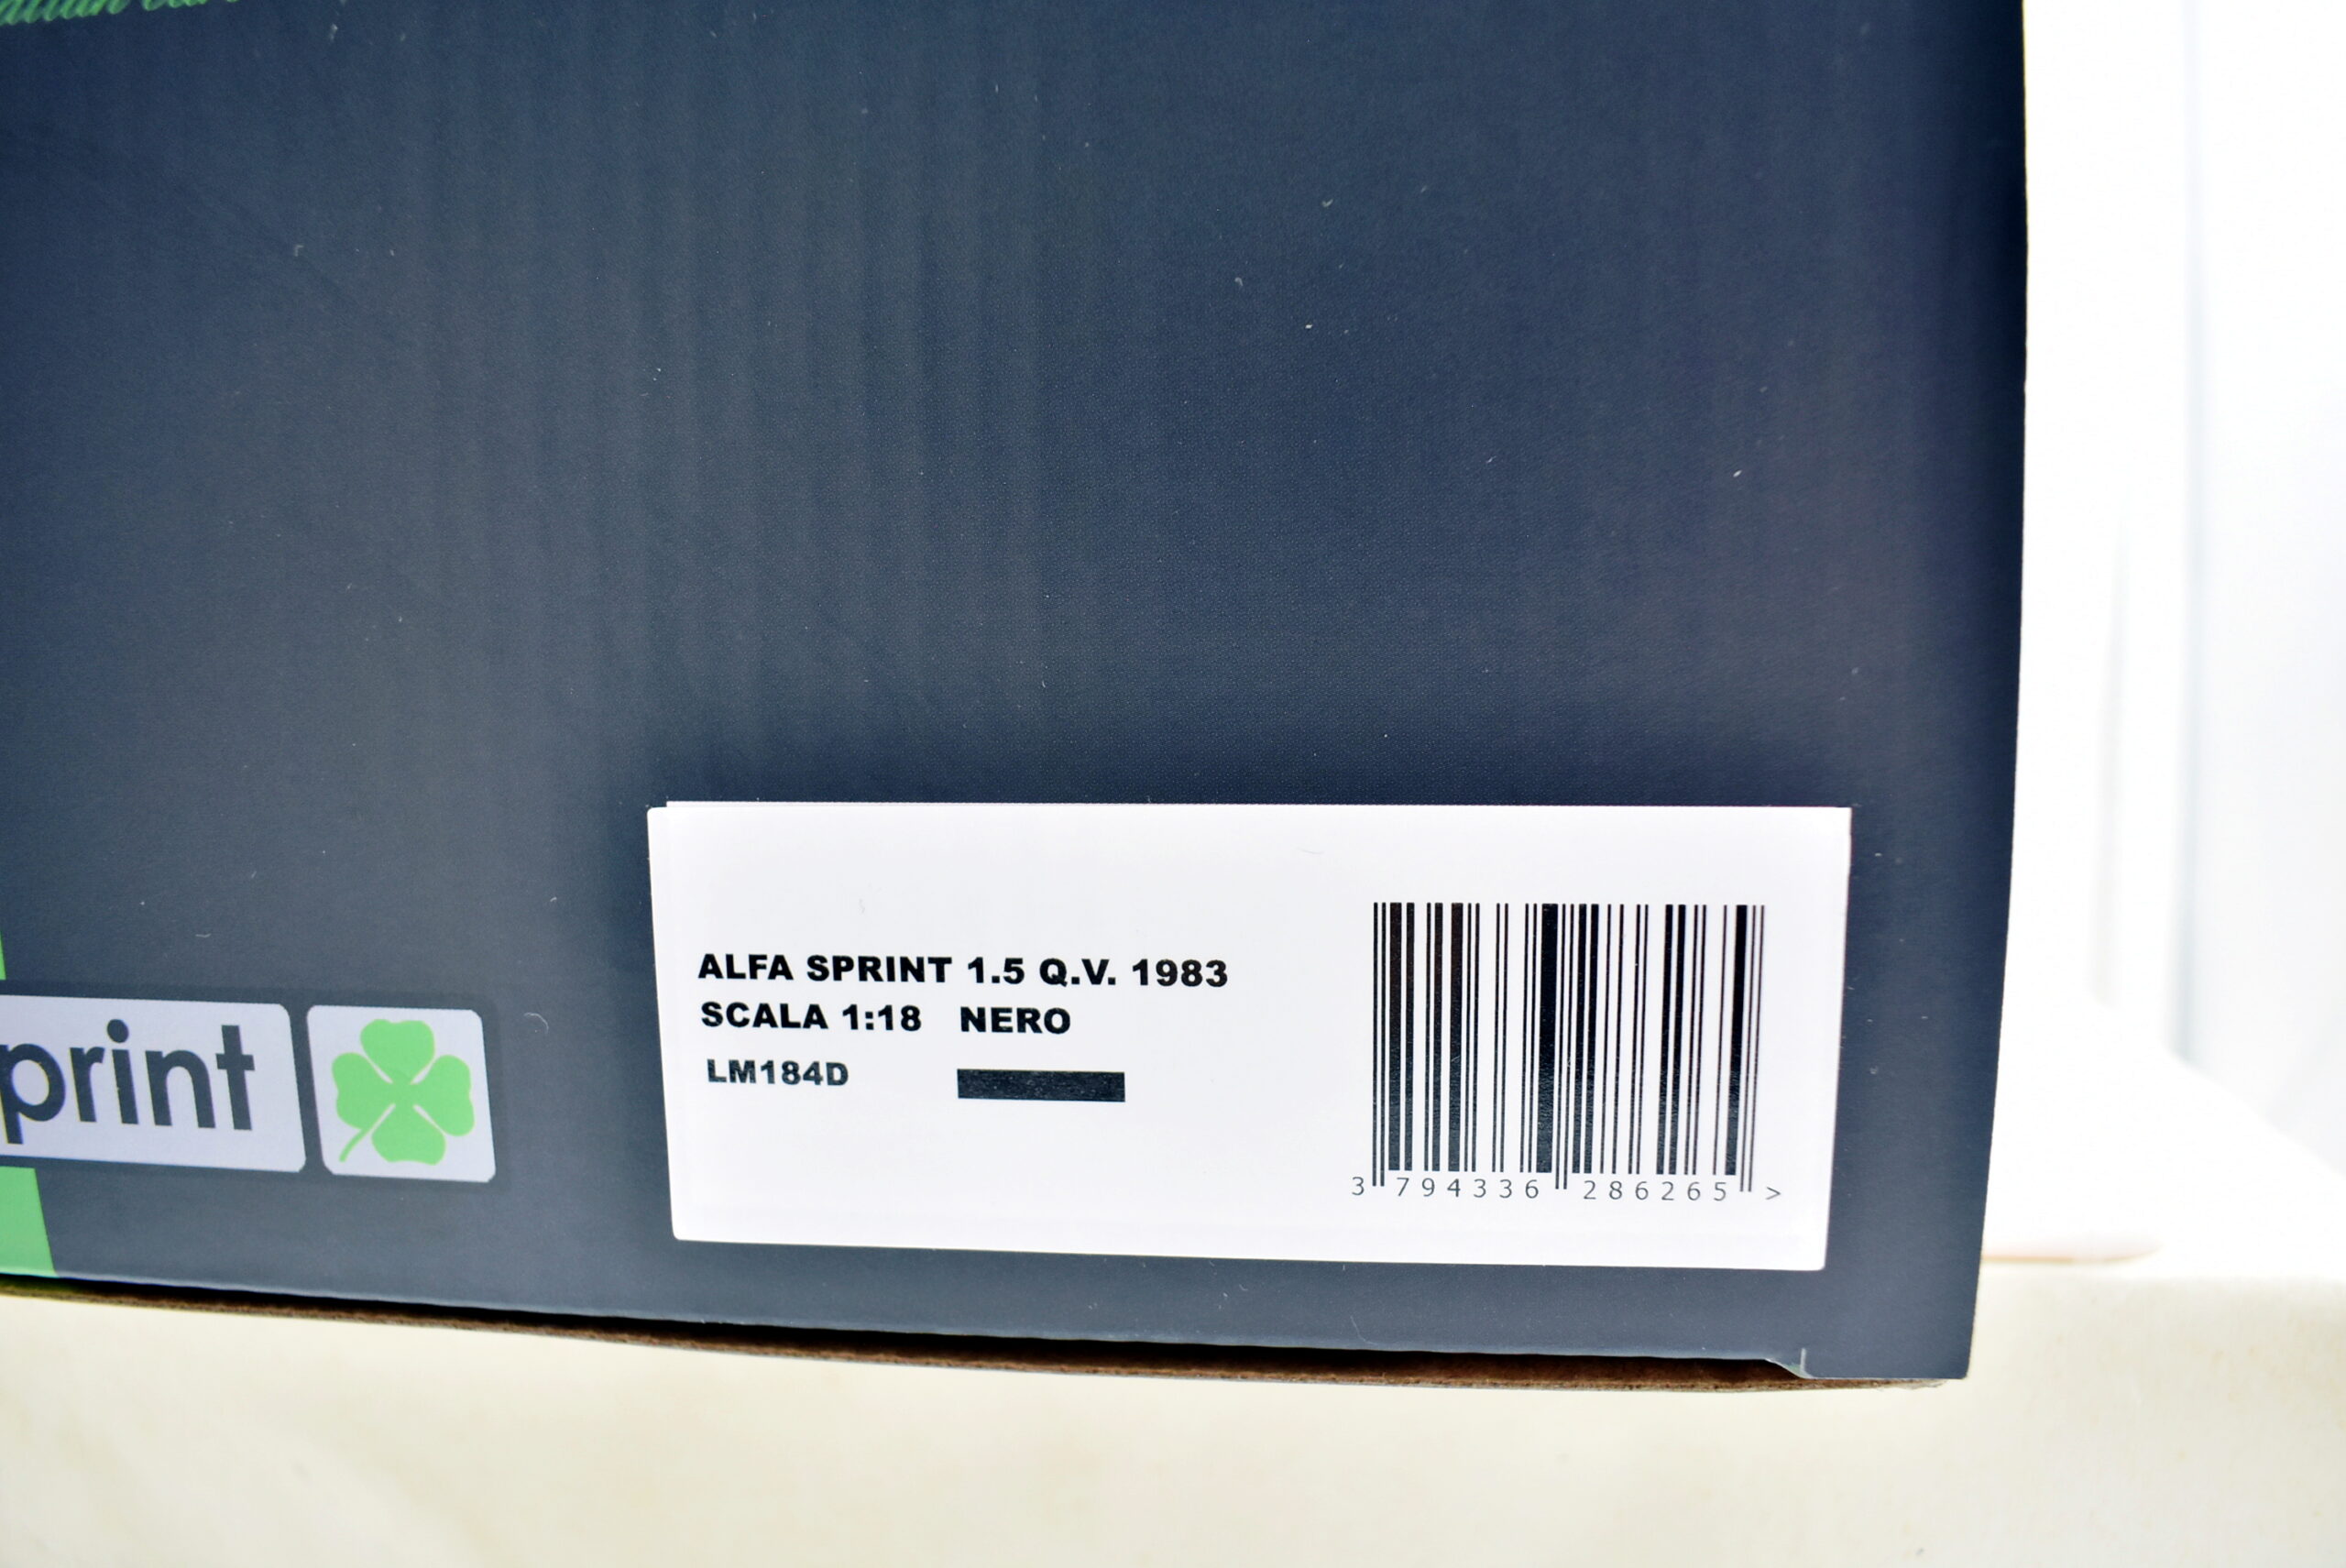 ALFA SPRINT 1.5 Q.V. 1983
SCALA 1:18 NERO
LM184D
3 794336 286265 >
print